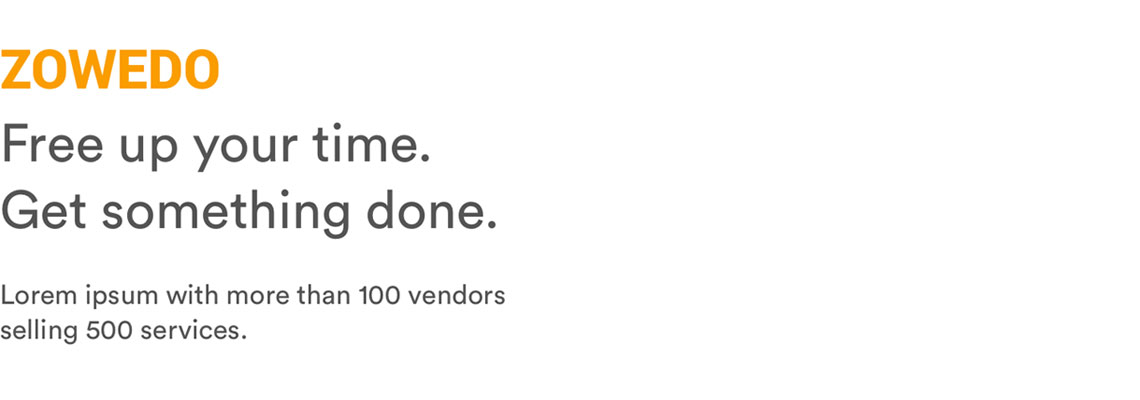 ZOWEDO
Free up your time.
Get something done.
Lorem ipsum with more than 100 vendors
selling 500 services.